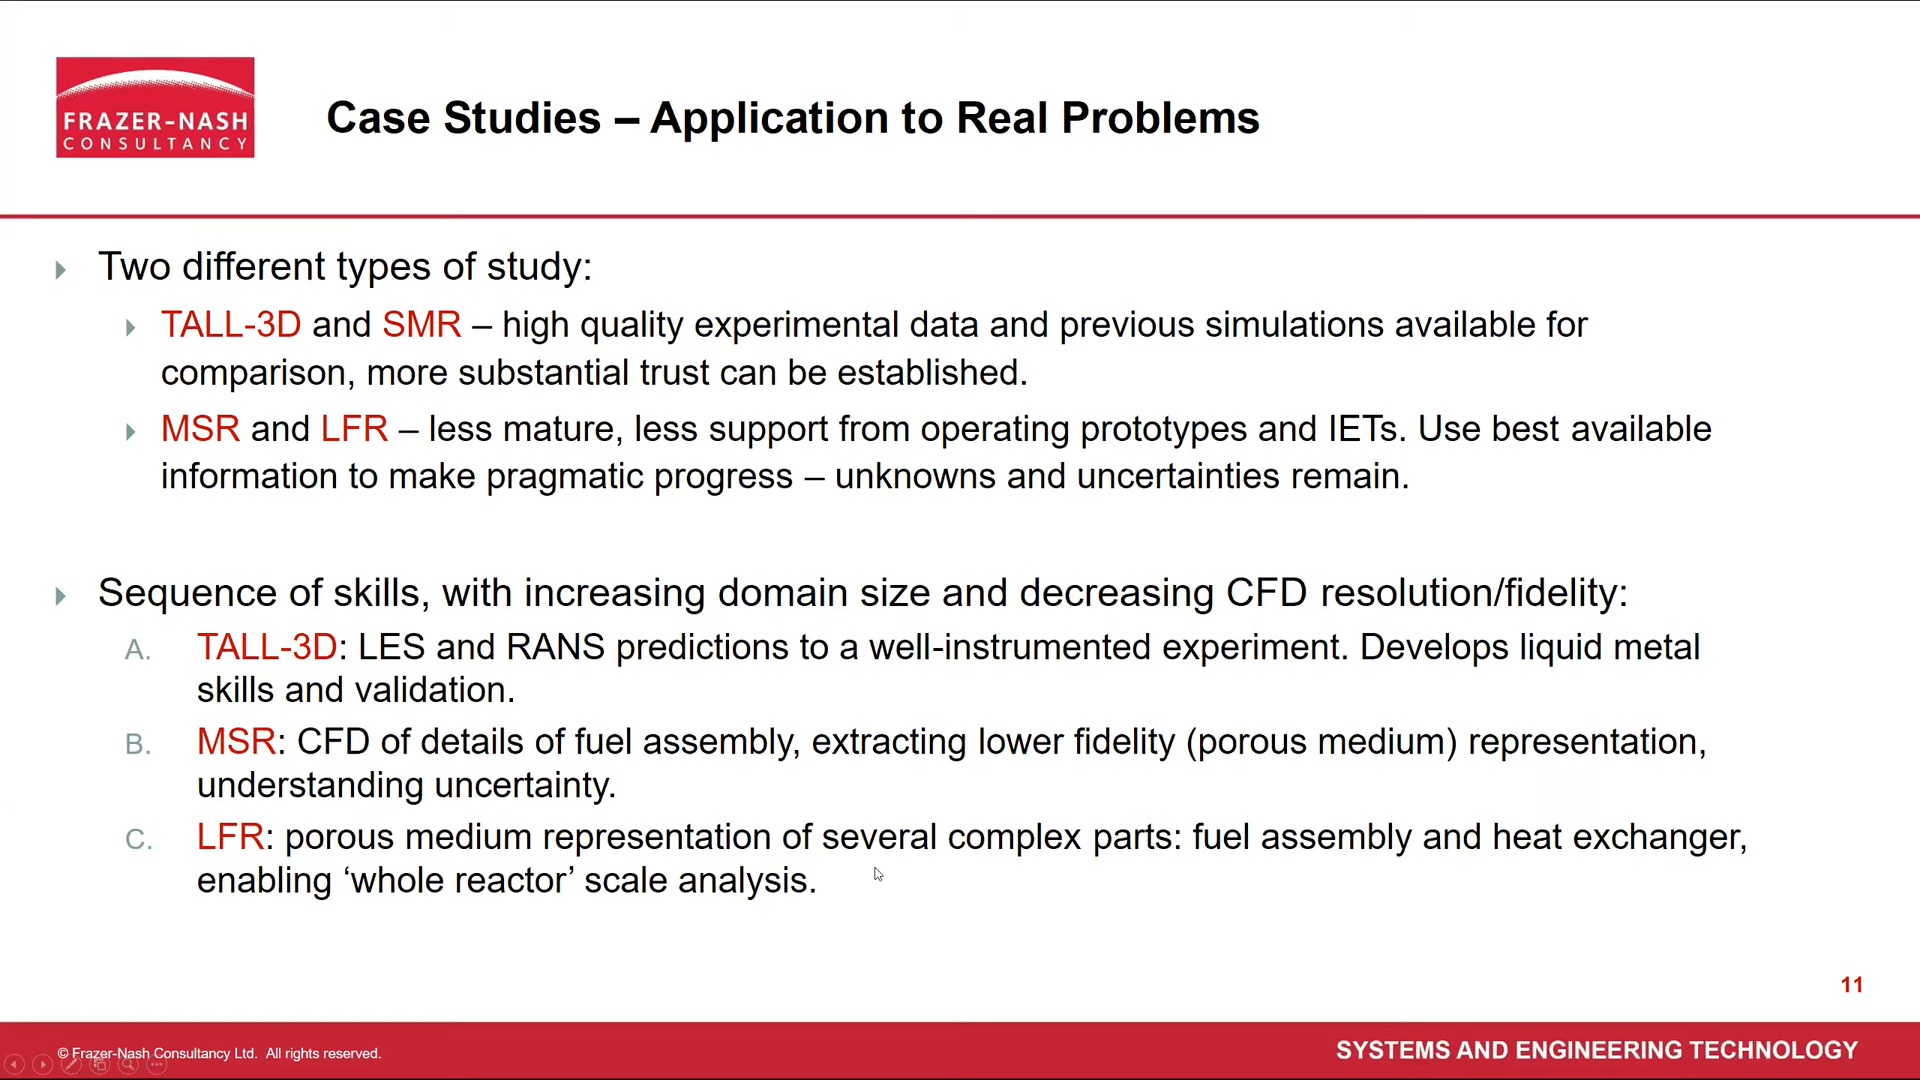 FRAZER-NASH
CONSULTANCY
Case Studies – Application to Real Problems
Two different types of study:
TALL-3D and SMR – high quality experimental data and previous simulations available for
comparison, more substantial trust can be established.
MSR and LFR – less mature, less support from operating prototypes and IETs. Use best available
information to make pragmatic progress – unknowns and uncertainties remain.
Sequence of skills, with increasing domain size and decreasing CFD resolution/fidelity:
A. TALL-3D: LES and RANS predictions to a well-instrumented experiment. Develops liquid metal
skills and validation.
B. MSR: CFD of details of fuel assembly, extracting lower fidelity (porous medium) representation,
understanding uncertainty.
C. LFR: porous medium representation of several complex parts: fuel assembly and heat exchanger,
enabling ‘whole reactor’ scale analysis.
11
© Frazer-Nash Consultancy Ltd. All rights reserved.
SYSTEMS AND ENGINEERING TECHNOLOGY